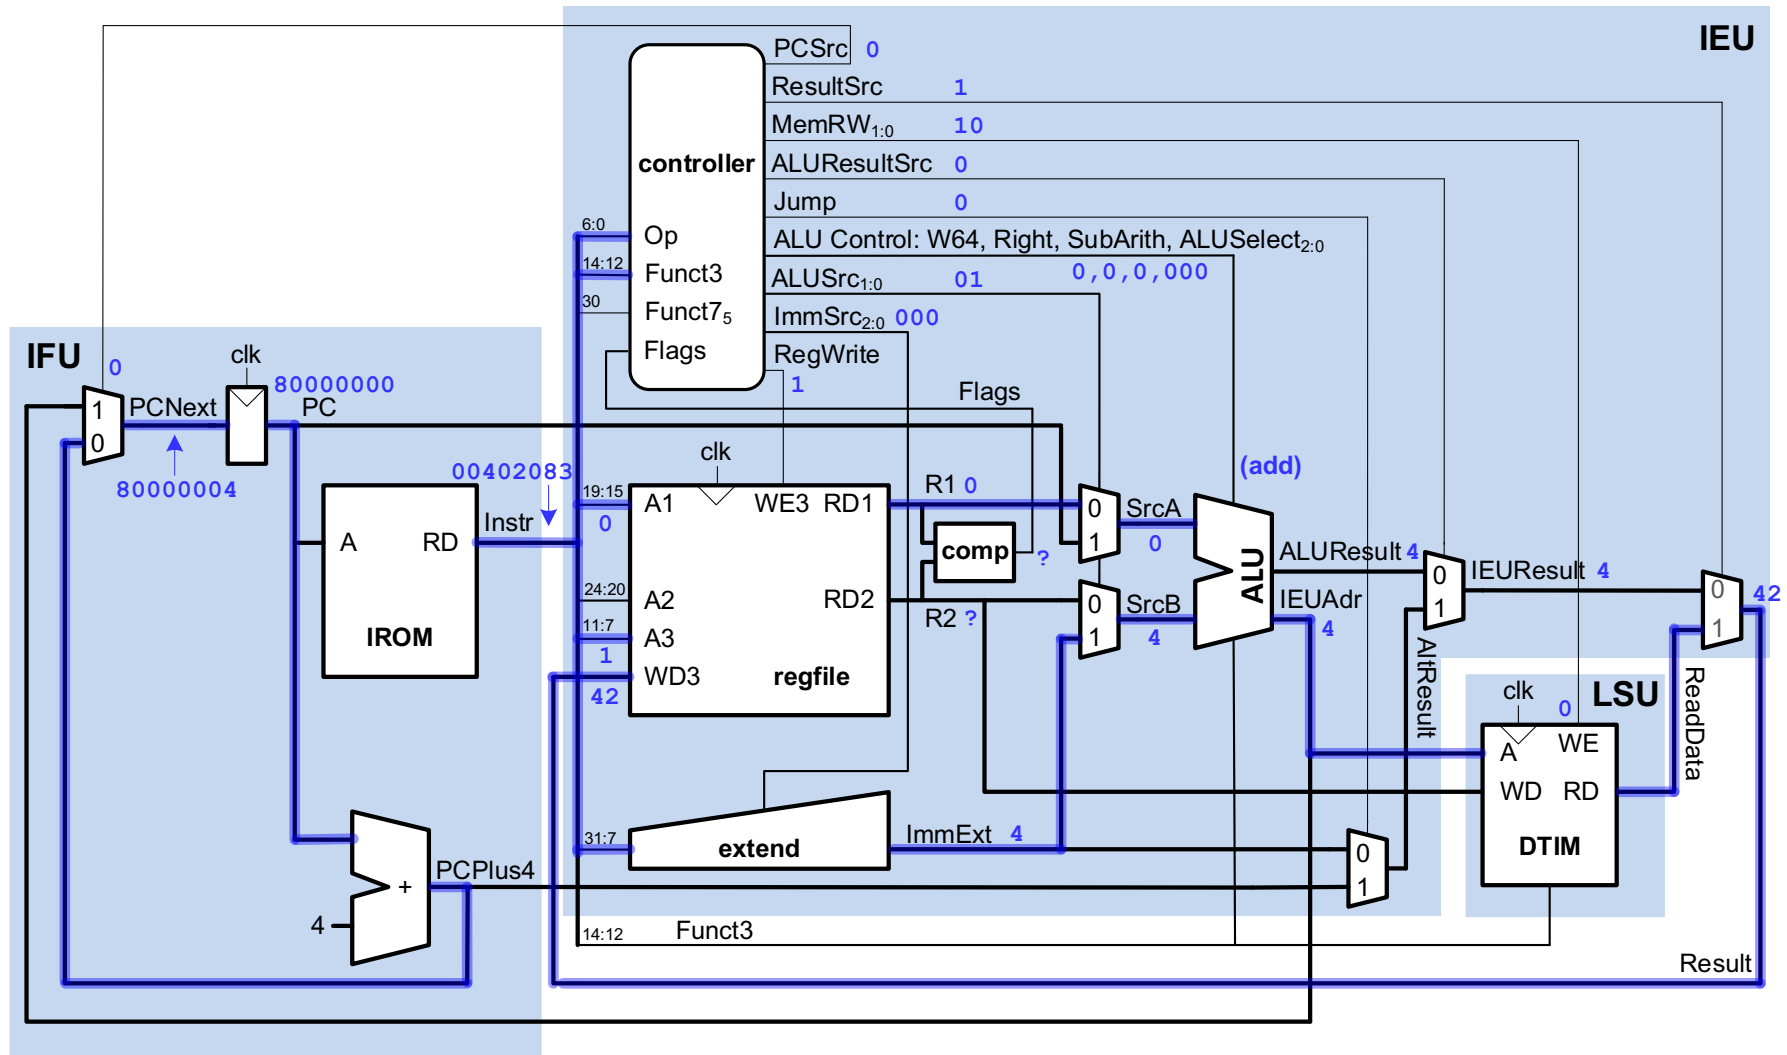 IEU
PCSrc 0
ResultSrc 1
MemRW1:0 10
controller
ALUResultSrc 0
Jump 0
6:0
Op
ALU Control: W64, Right, SubArith, ALUSelect2:0
0,0,0,000
14:12
Funct3
ALUSrc1:0 01
30
Funct75
ImmSrc2:0 000
Flags
RegWrite
1
IFU
0
clk
80000000
Flags
1
PCNext
PC
0
80000004
clk
(add)
00402083
19:15
A1
WE3
RD1
R1 0
0
SrcA
0
Instr
0
A
RD
1
comp
?
ALU
ALUResult 4
0
IEUResult 4
0
42
24:20
A2
RD2
R2 ?
0
SrcB
4
IEUAdr
4
1
1
11:7
A3
1
1
IROM
WD3
42
regfile
AltResult
clk
0
LSU
ReadData
A
WE
WD
RD
DTIM
31:7
extend
ImmExt 4
0
1
PCPlus4
+
4
14:12
Funct3
Result